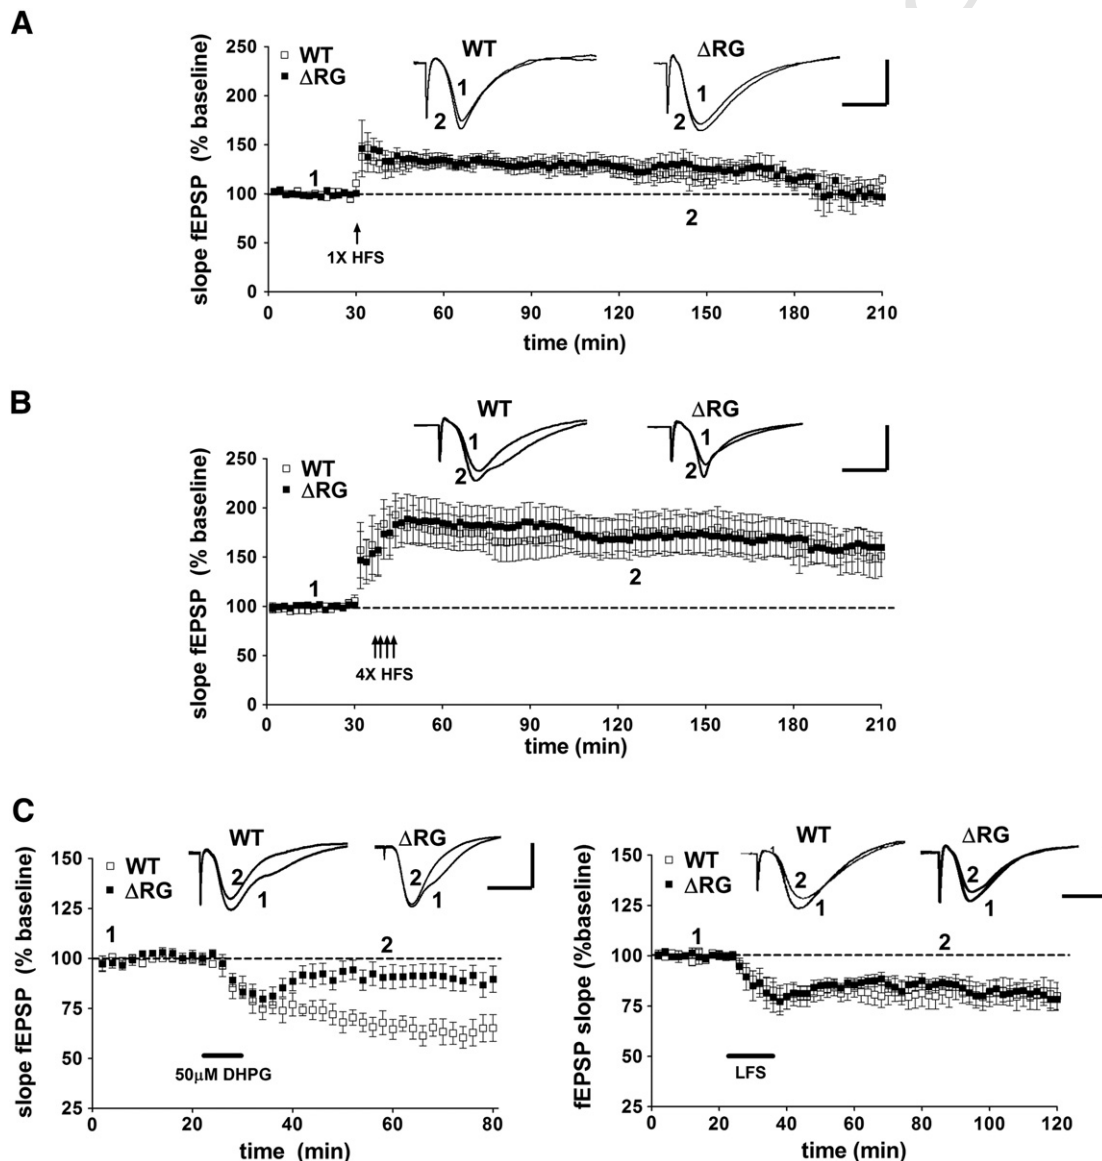 A
WT
ΔRG
250
200
150
100
50
0
slope fEPSP (% baseline)
WT
ΔRG
1
2
1
2
1
2
1X HFS
0 30 60 90 120 150 180 210
time (min)
B
WT
ΔRG
250
200
150
100
50
0
slope fEPSP (% baseline)
WT
ΔRG
1
2
1
2
1
2
4X HFS
0 30 60 90 120 150 180 210
time (min)
C
WT
ΔRG
150
125
100
75
50
25
slope fEPSP (% baseline)
WT
ΔRG
2
1
2
1
1
2
50μM DHPG
0 20 40 60 80
time (min)
WT
ΔRG
150
125
100
75
50
25
fEPSP slope (%baseline)
WT
ΔRG
1
2
1
2
1
1
2
LFS
0 20 40 60 80 100 120
time (min)